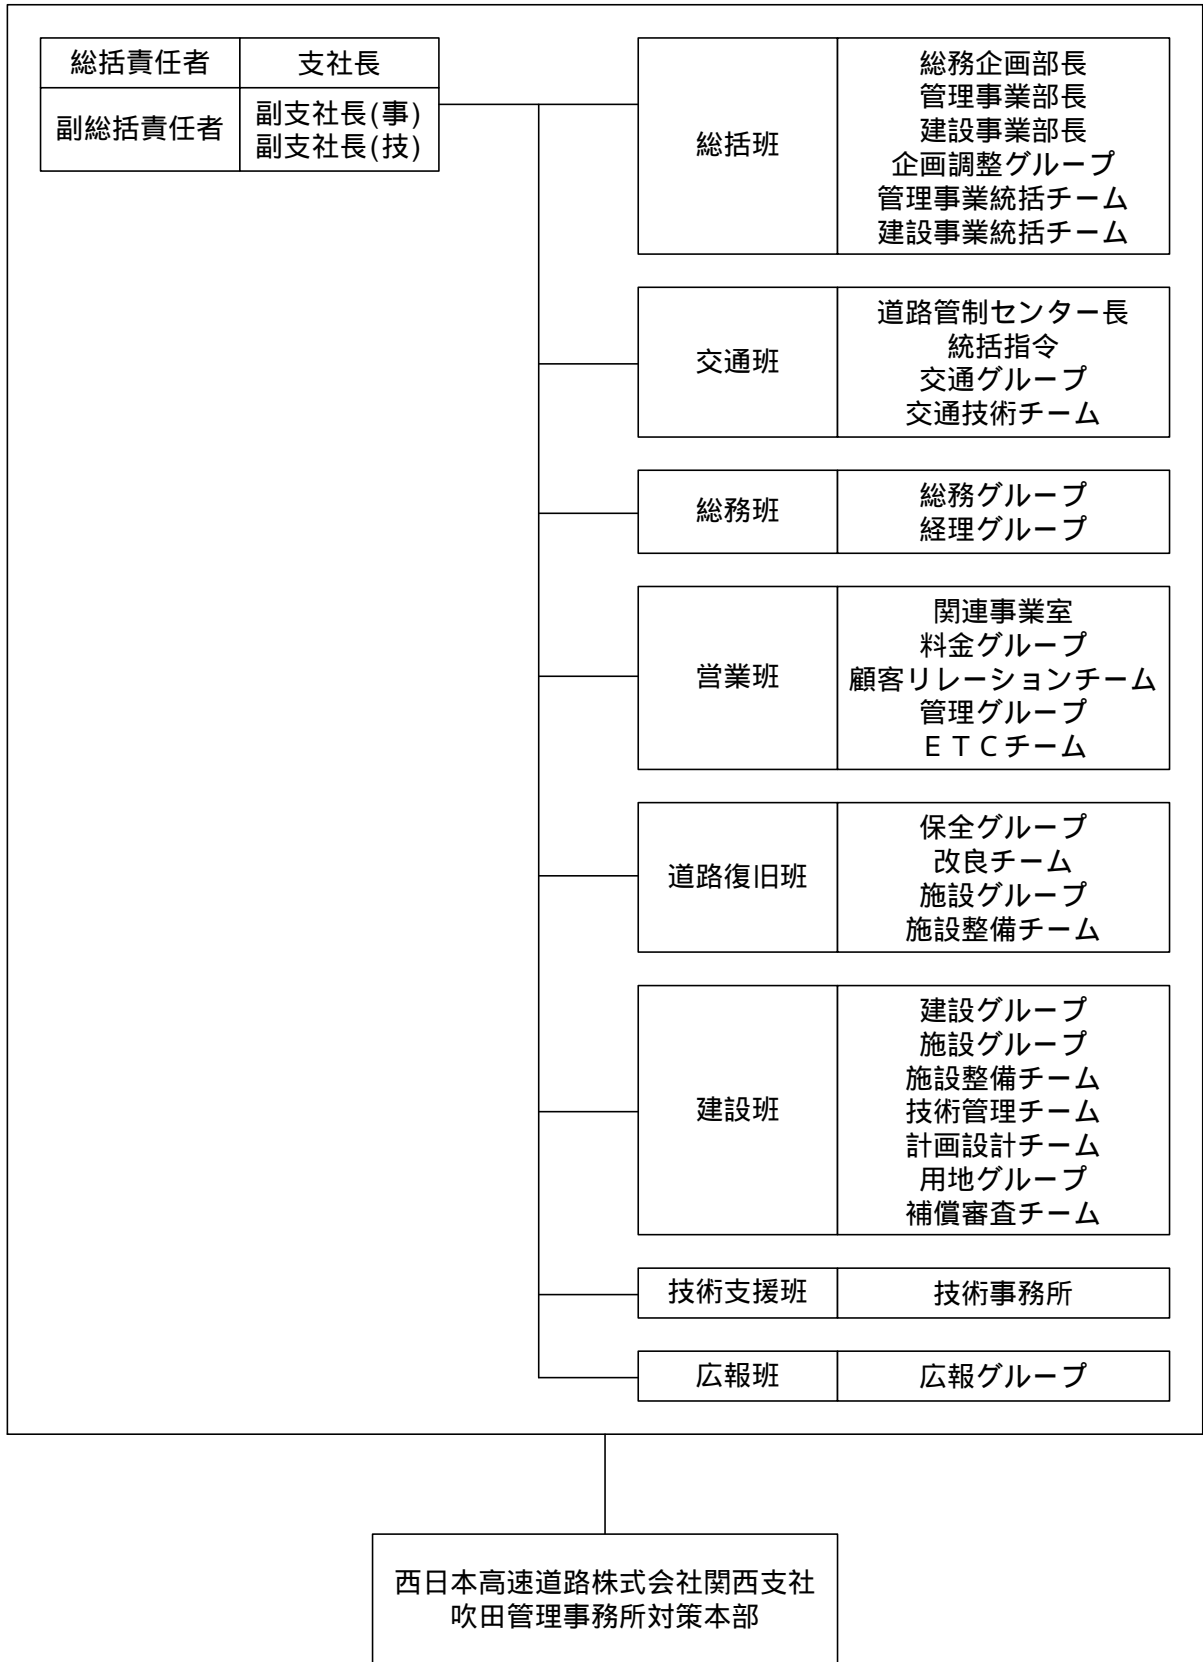 総括責任者 支社長
副総括責任者 副支社長(事)
副支社長(技)
総括班
総務企画部長
管理事業部長
建設事業部長
企画調整グループ
管理事業統括チーム
建設事業統括チーム
交通班
道路管制センター長
統括指令
交通グループ
交通技術チーム
総務班
総務グループ
経理グループ
営業班
関連事業室
料金グループ
顧客リレーションチーム
管理グループ
ＥＴＣチーム
道路復旧班
保全グループ
改良チーム
施設グループ
施設整備チーム
建設班
建設グループ
施設グループ
施設整備チーム
技術管理チーム
計画設計チーム
用地グループ
補償審査チーム
技術支援班 技術事務所
広報班 広報グループ
西日本高速道路株式会社関西支社
吹田管理事務所対策本部